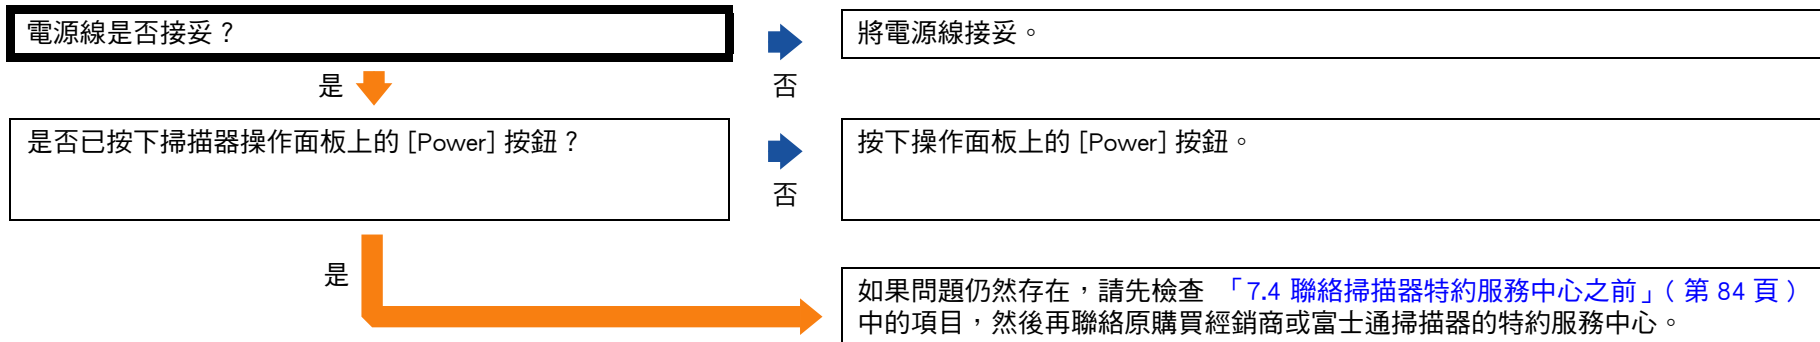 電源線是否接妥？
將電源線接妥。
是
否
是否已按下掃描器操作面板上的 [Power] 按鈕？
按下操作面板上的 [Power] 按鈕。
否
是
如果問題仍然存在，請先檢查 「7.4 聯絡掃描器特約服務中心之前」( 第 84 頁 )
中的項目，然後再聯絡原購買經銷商或富士通掃描器的特約服務中心。